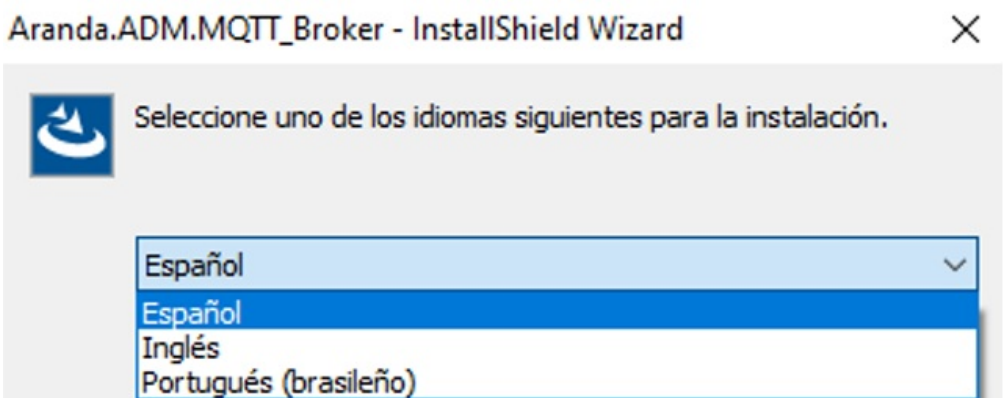 Aranda.ADM.MQTT_Broker - InstallShield Wizard
Seleccione uno de los idiomas siguientes para la instalación.
Español
Español
Inglés
Portugués (brasileño)